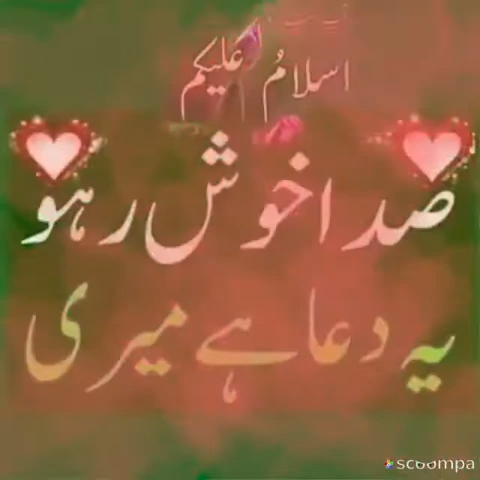 اسلامُ علیکم
صدا خوش رہو
یہ دعا ہے میری
scoompa